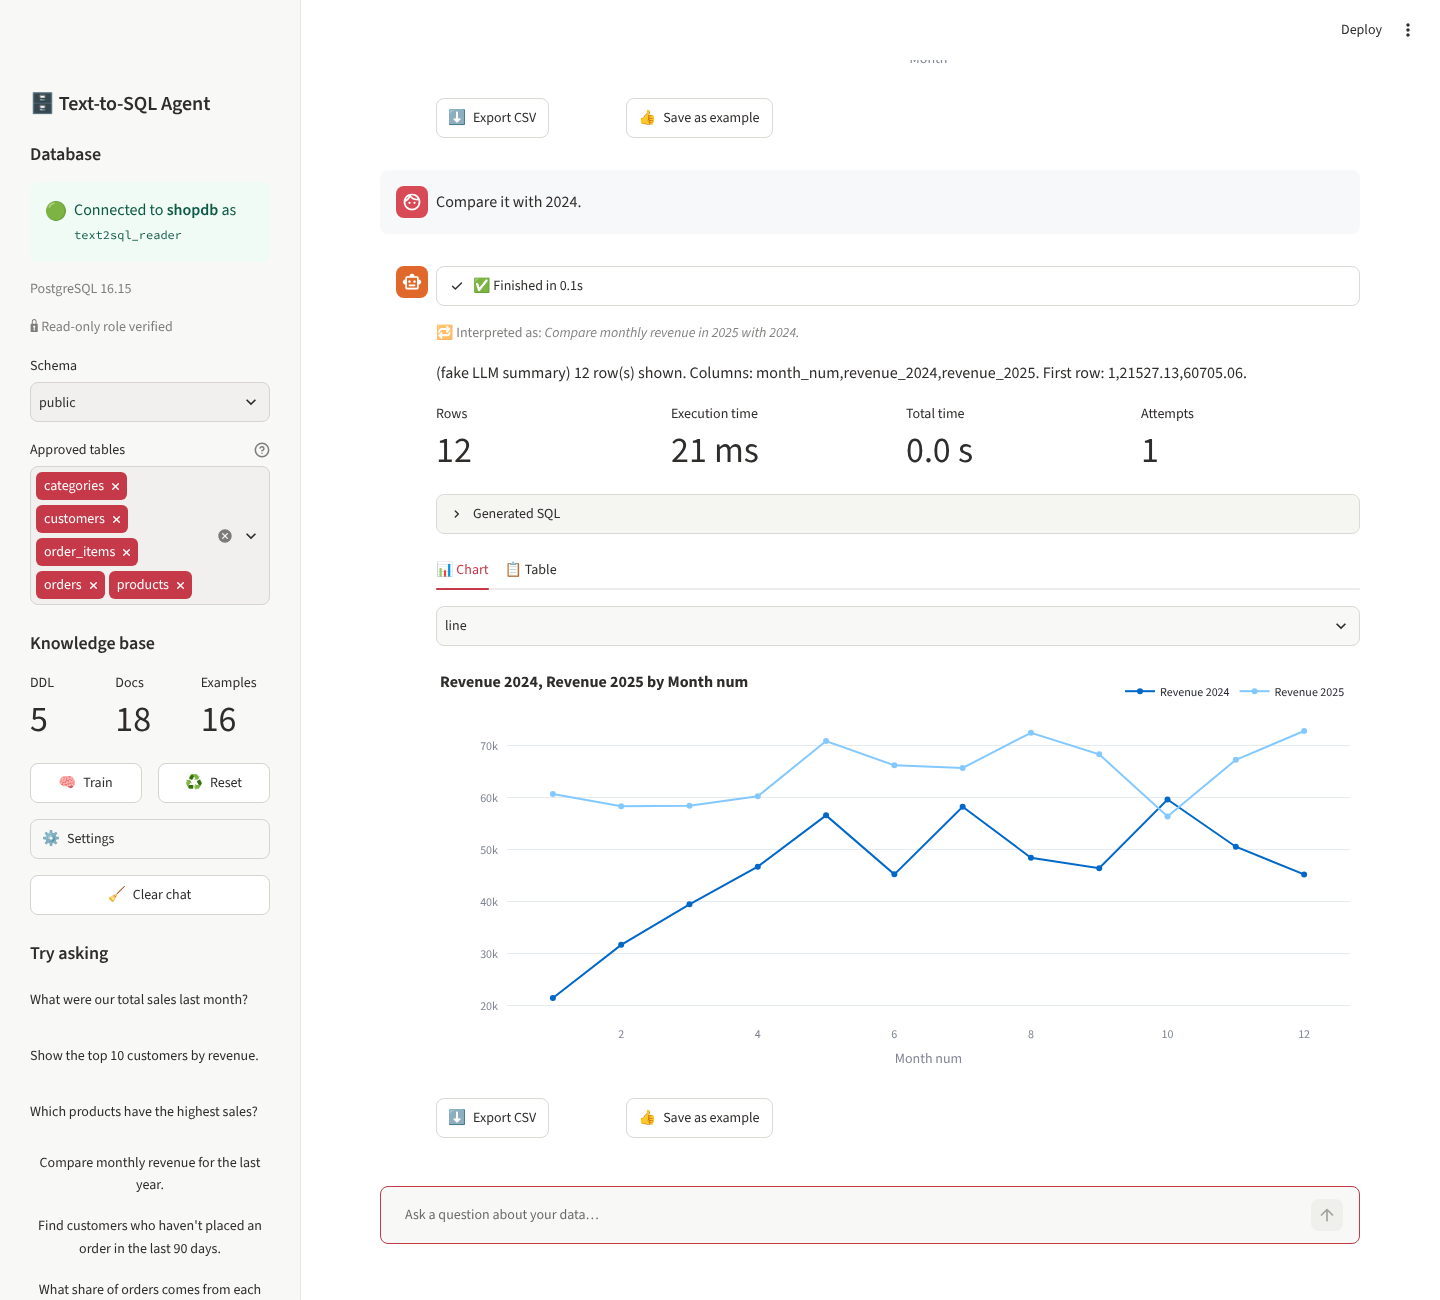 Deploy
Text-to-SQL Agent
Database
Connected to shopdb as
text2sql_reader
PostgreSQL 16.15
Read-only role verified
Schema
public
Approved tables
categories
customers
order_items
orders products
Knowledge base
DDL Docs Examples
5 18 16
Train Reset
Settings
Clear chat
Try asking
What were our total sales last month?
Show the top 10 customers by revenue.
Which products have the highest sales?
Compare monthly revenue for the last
year.
Find customers who haven't placed an
order in the last 90 days.
What share of orders comes from each
Month
Export CSV Save as example
Compare it with 2024.
Finished in 0.1s
Interpreted as: Compare monthly revenue in 2025 with 2024.
(fake LLM summary) 12 row(s) shown. Columns: month_num,revenue_2024,revenue_2025. First row: 1,21527.13,60705.06.
Rows Execution time Total time Attempts
12 21 ms 0.0 s 1
Generated SQL
Chart Table
line
Revenue 2024, Revenue 2025 by Month num
Revenue 2024 Revenue 2025
70k
60k
50k
40k
30k
20k
2 4 6 8 10 12
Month num
Export CSV Save as example
Ask a question about your data…